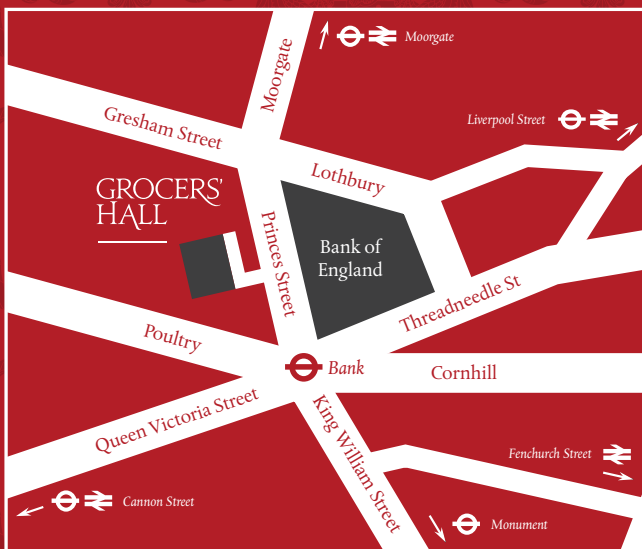 Moorgate
Moorgate
Gresham Street
Liverpool Street
Lothbury
GROCERS'
HALL
Princes Street
Bank of
England
Threadneedle St
Poultry
Bank
Cornhill
Queen Victoria Street
King William Street
Fenchurch Street
Cannon Street
Monument